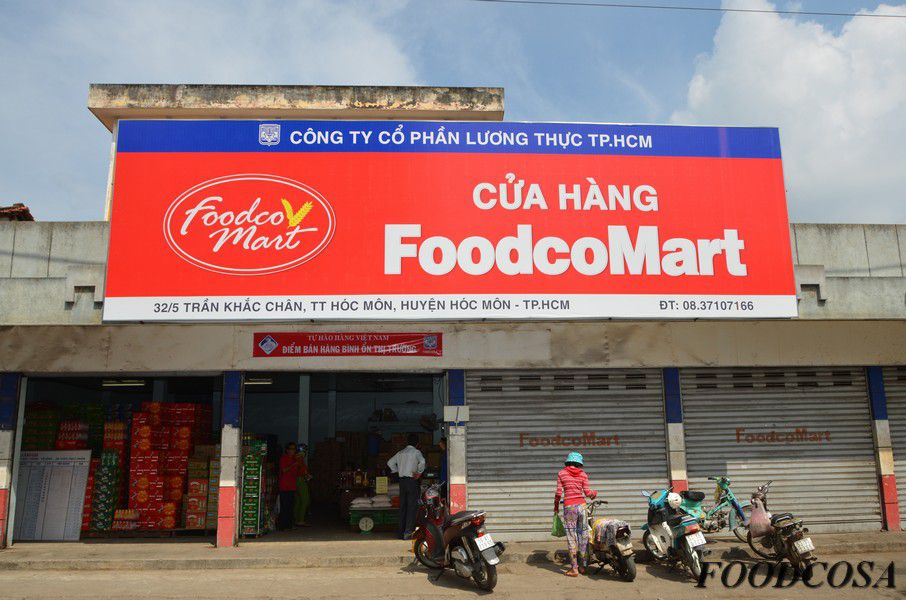 CÔNG TY CỔ PHẦN LƯƠNG THỰC TP.HCM
Foodco
Mart
CỬA HÀNG
FoodcoMart
32/5 TRẦN KHẮC CHÂN, TT HÓC MÔN, HUYỆN HÓC MÔN - TP.HCM
ĐT: 08.37107166
TỰ HÀO HÀNG VIỆT NAM
ĐIỂM BÁN HÀNG BÌNH ỔN THỊ TRƯỜNG
FoodcoMart
FoodcoMart
FOODCOSA